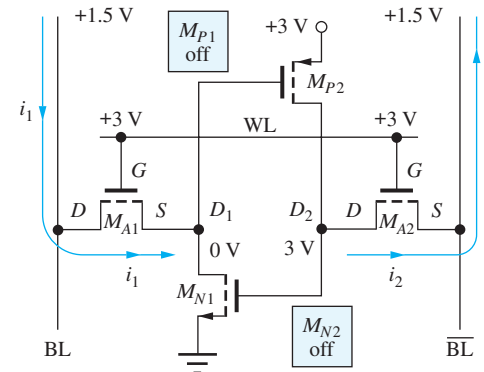 +1.5 V
M_P1
off
+3 V
+1.5 V
M_P2
i_1
+3 V
WL
+3 V
G
G
D
S
D_1
D_2
D
S
M_A1
M_A2
0 V
3 V
i_1
i_2
M_N1
M_N2
off
BL
B̅L̅